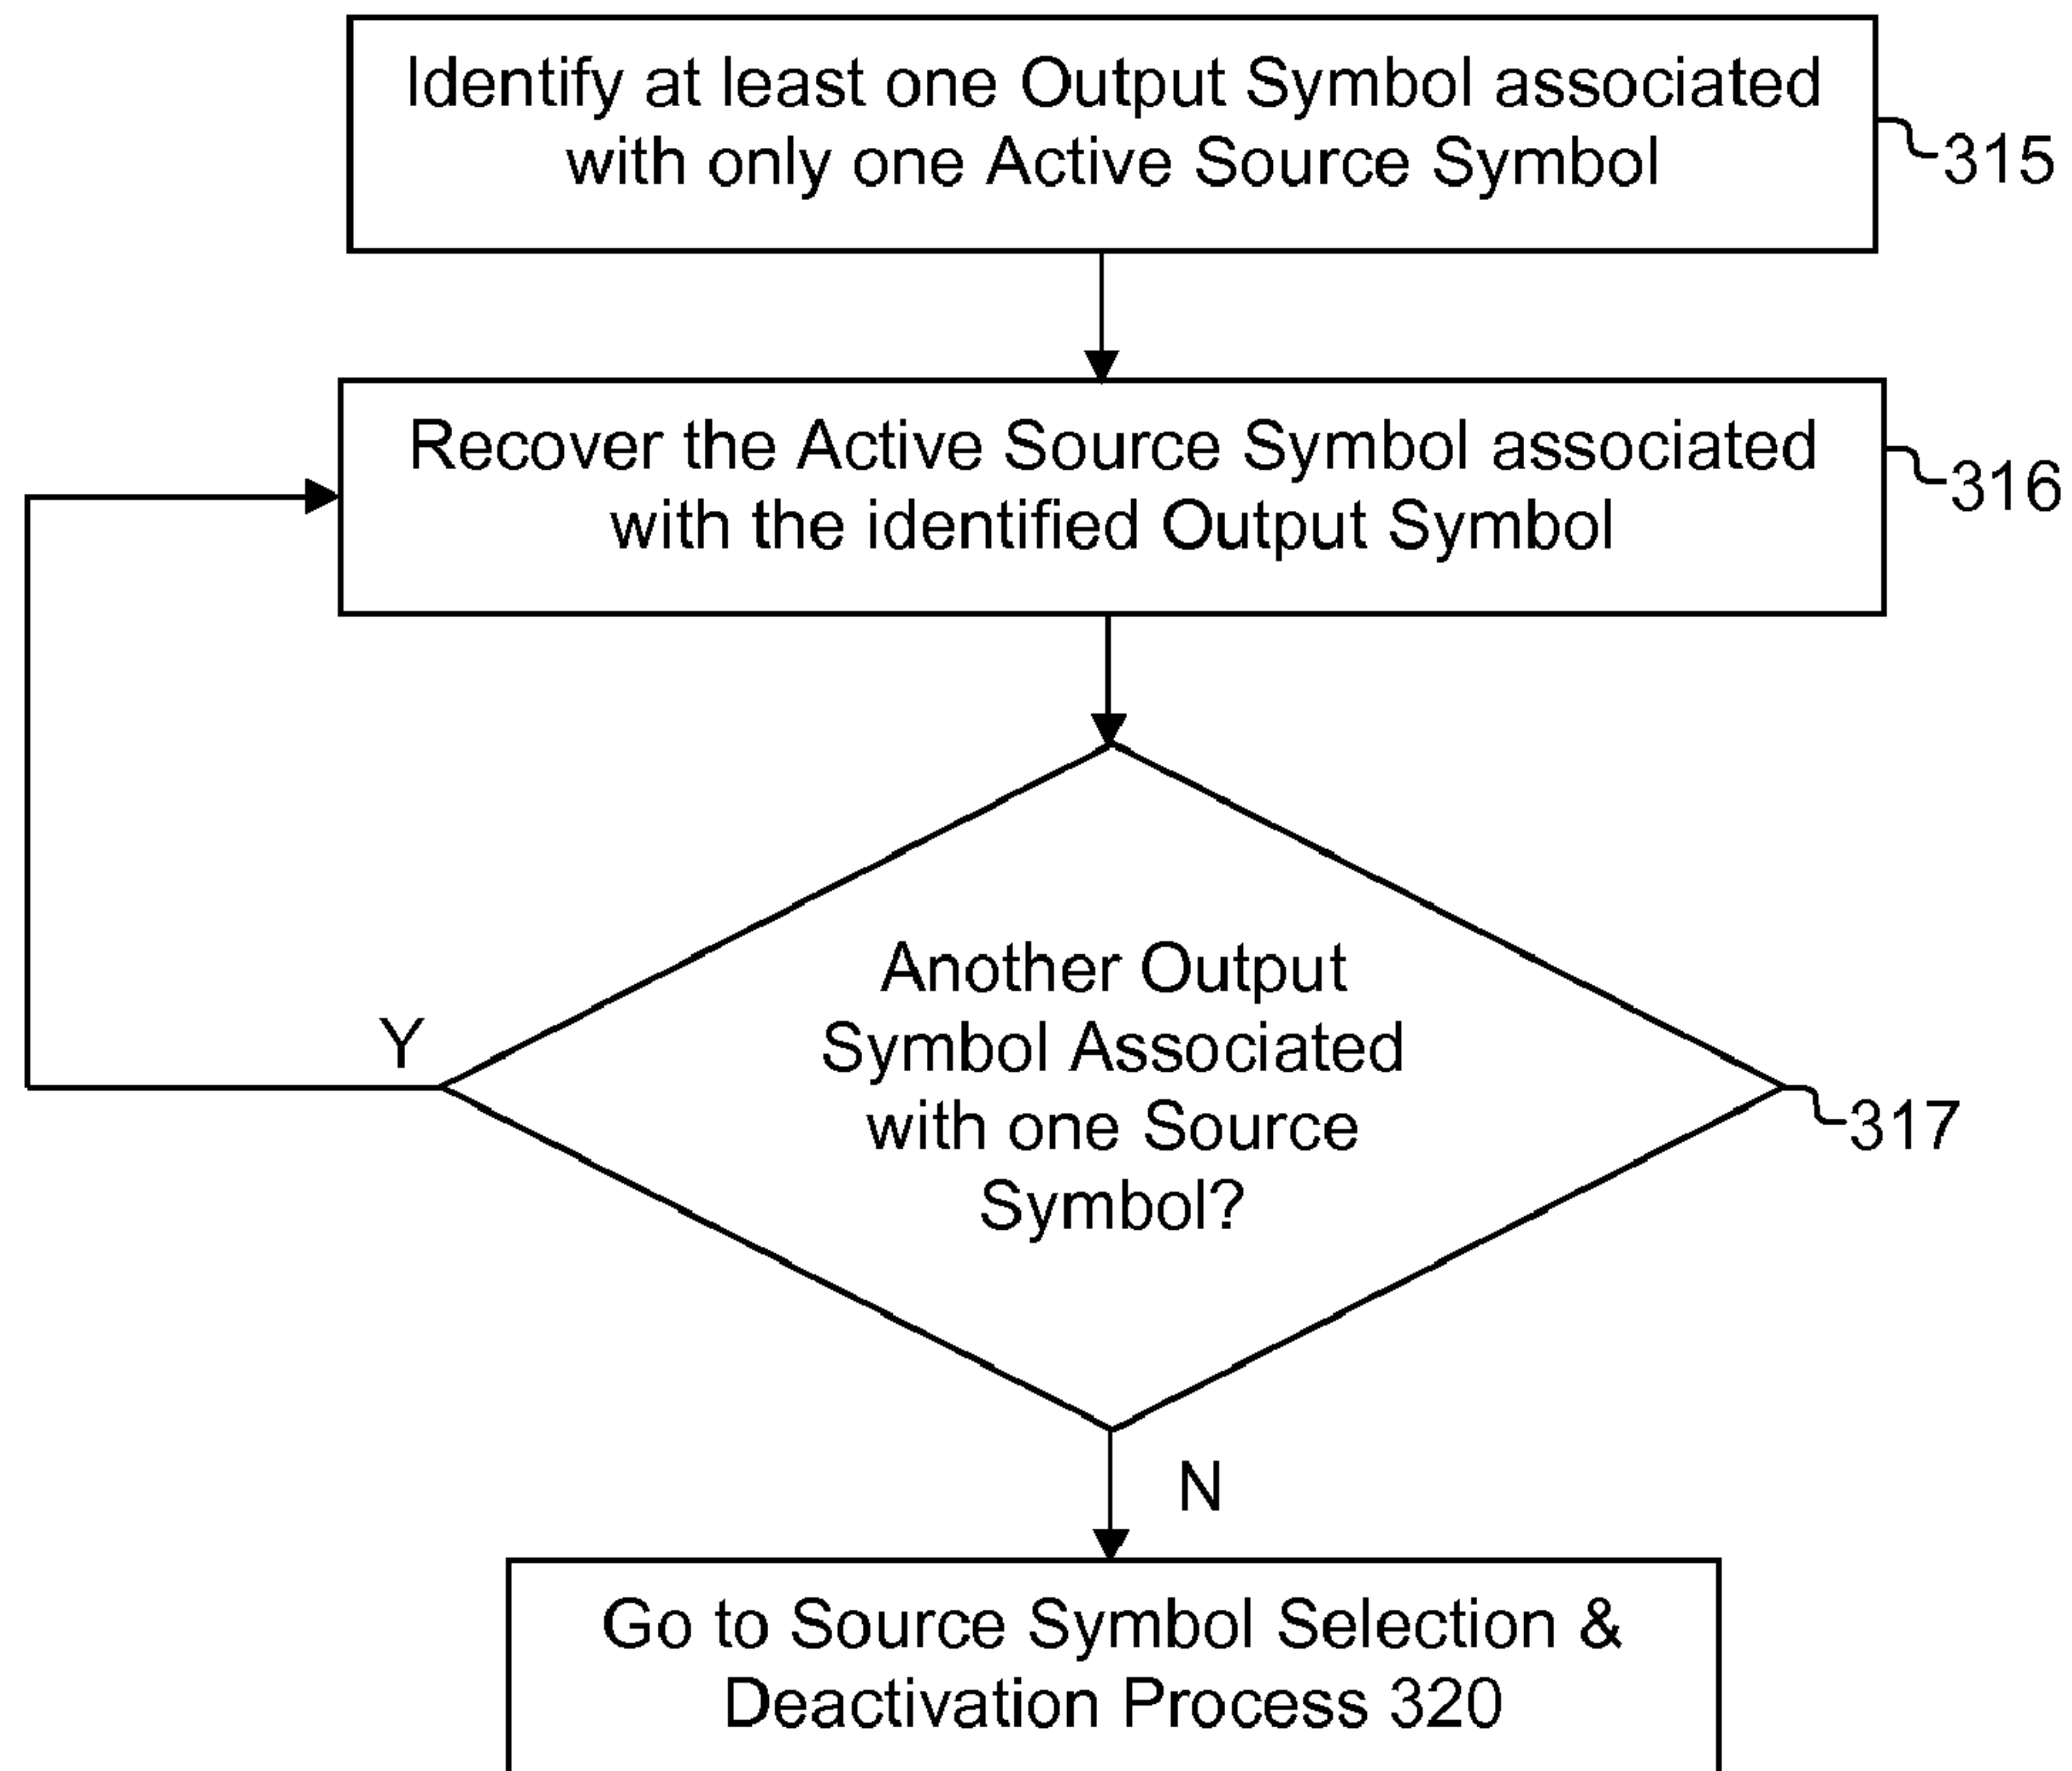 Identify at least one Output Symbol associated
with only one Active Source Symbol
315
Recover the Active Source Symbol associated
with the identified Output Symbol
316
Another Output
Symbol Associated
with one Source
Symbol?
Y
317
N
Go to Source Symbol Selection &
Deactivation Process 320